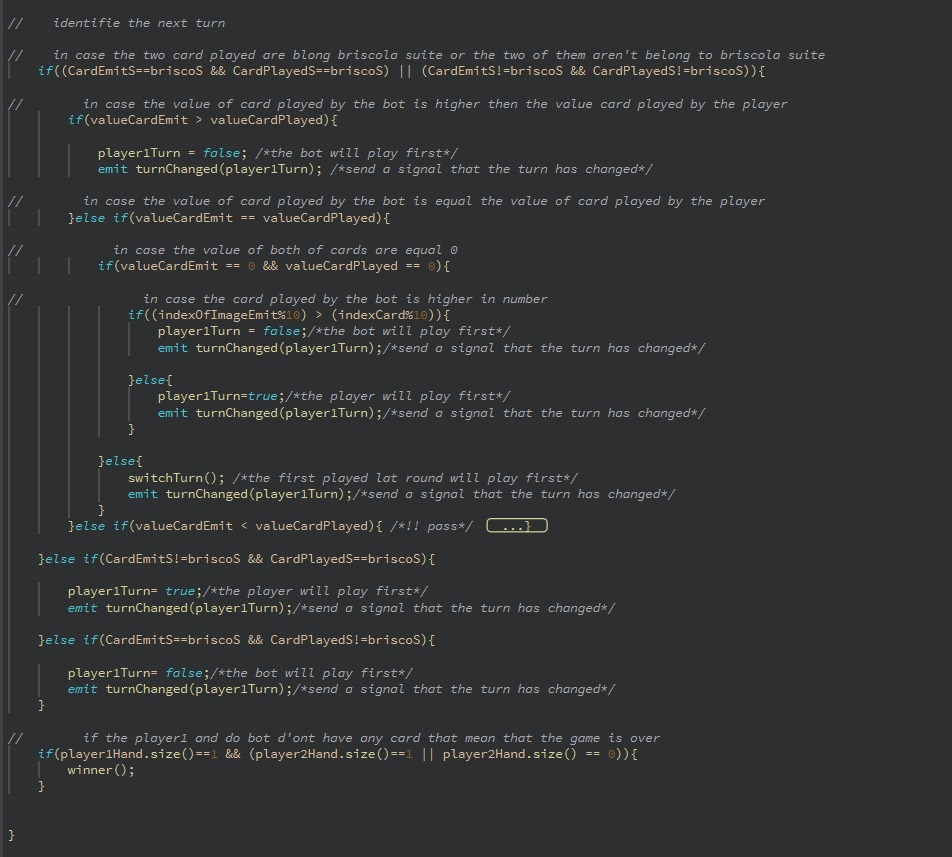 //    identifie the next turn
//    in case the two card played are blong briscola suite or the two of them aren't belong to briscola suite
if((CardEmitS==briscoS && CardPlayedS==briscoS) || (CardEmitS!=briscoS && CardPlayedS!=briscoS)){
//        in case the value of card played by the bot is higher then the value card played by the player
if(valueCardEmit > valueCardPlayed){
player1Turn = false; /*the bot will play first*/
emit turnChanged(player1Turn); /*send a signal that the turn has changed*/
//        in case the value of card played by the bot is equal the value of card played by the player
}else if(valueCardEmit == valueCardPlayed){
//            in case the value of both of cards are equal 0
if(valueCardEmit == 0 && valueCardPlayed == 0){
//                in case the card played by the bot is higher in number
if((indexOfImageEmit%10) > (indexCard%10)){
player1Turn = false;/*the bot will play first*/
emit turnChanged(player1Turn);/*send a signal that the turn has changed*/
}else{
player1Turn=true;/*the player will play first*/
emit turnChanged(player1Turn);/*send a signal that the turn has changed*/
}
}else{
switchTurn(); /*the first played lat round will play first*/
emit turnChanged(player1Turn);/*send a signal that the turn has changed*/
}
}else if(valueCardEmit < valueCardPlayed){ /*!! pass*/ ...}
}else if(CardEmitS!=briscoS && CardPlayedS==briscoS){
player1Turn= true;/*the player will play first*/
emit turnChanged(player1Turn);/*send a signal that the turn has changed*/
}else if(CardEmitS==briscoS && CardPlayedS!=briscoS){
player1Turn= false;/*the bot will play first*/
emit turnChanged(player1Turn);/*send a signal that the turn has changed*/
}
//        if the player1 and do bot d'ont have any card that mean that the game is over
if(player1Hand.size()==1 && (player2Hand.size()==1 || player2Hand.size() == 0)){
winner();
}
}